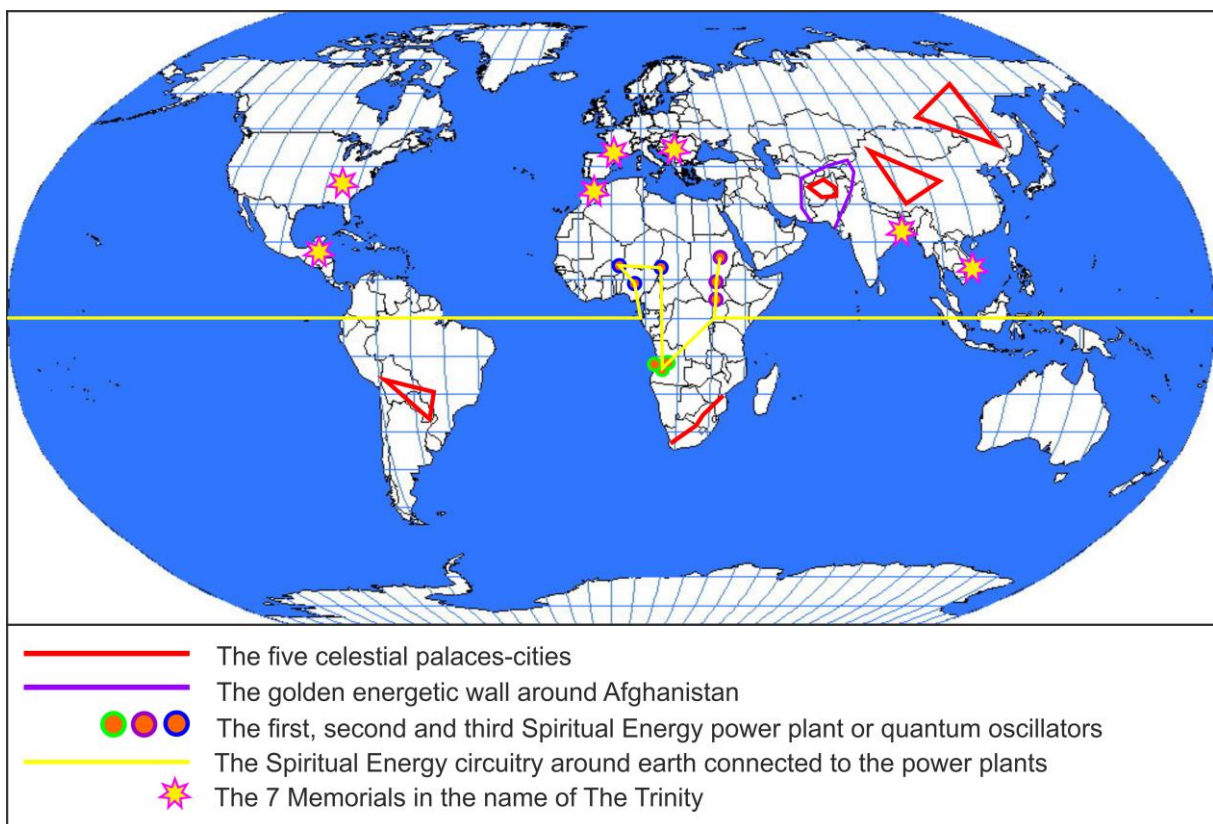 The five celestial palaces-cities
The golden energetic wall around Afghanistan
The first, second and third Spiritual Energy power plant or quantum oscillators
The Spiritual Energy circuitry around earth connected to the power plants
The 7 Memorials in the name of The Trinity